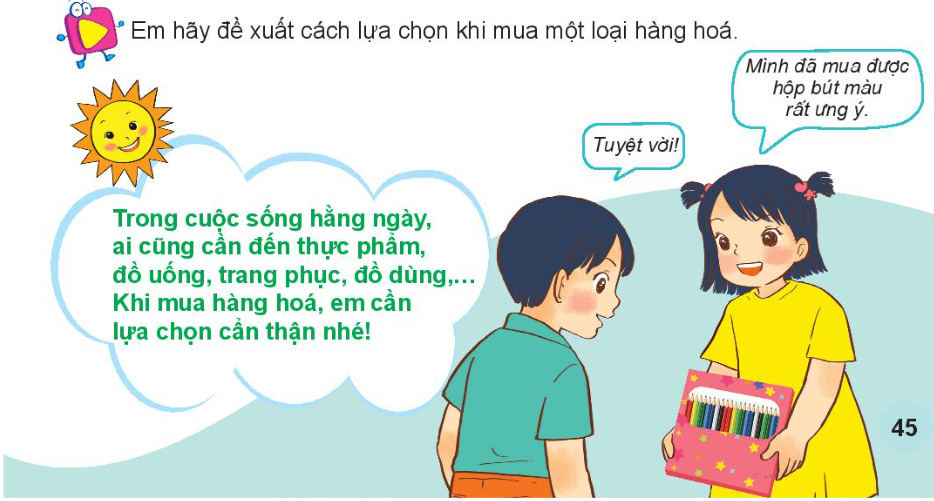 Em hãy đề xuất cách lựa chọn khi mua một loại hàng hoá.
Mình đã mua được
hộp bút màu
rất ưng ý.
Tuyệt vời!
Trong cuộc sống hằng ngày,
ai cũng cần đến thực phẩm,
đồ uống, trang phục, đồ dùng,...
Khi mua hàng hoá, em cần
lựa chọn cẩn thận nhé!
45